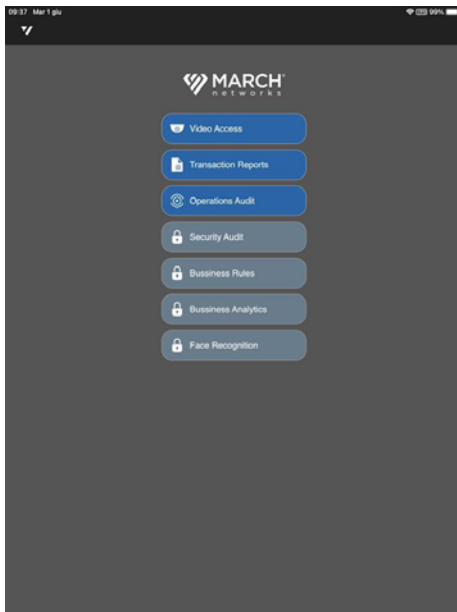 09:37 Mar 1 giu
99%
MARCH
networks
Video Access
Transaction Reports
Operations Audit
Security Audit
Bussiness Rules
Bussiness Analytics
Face Recognition